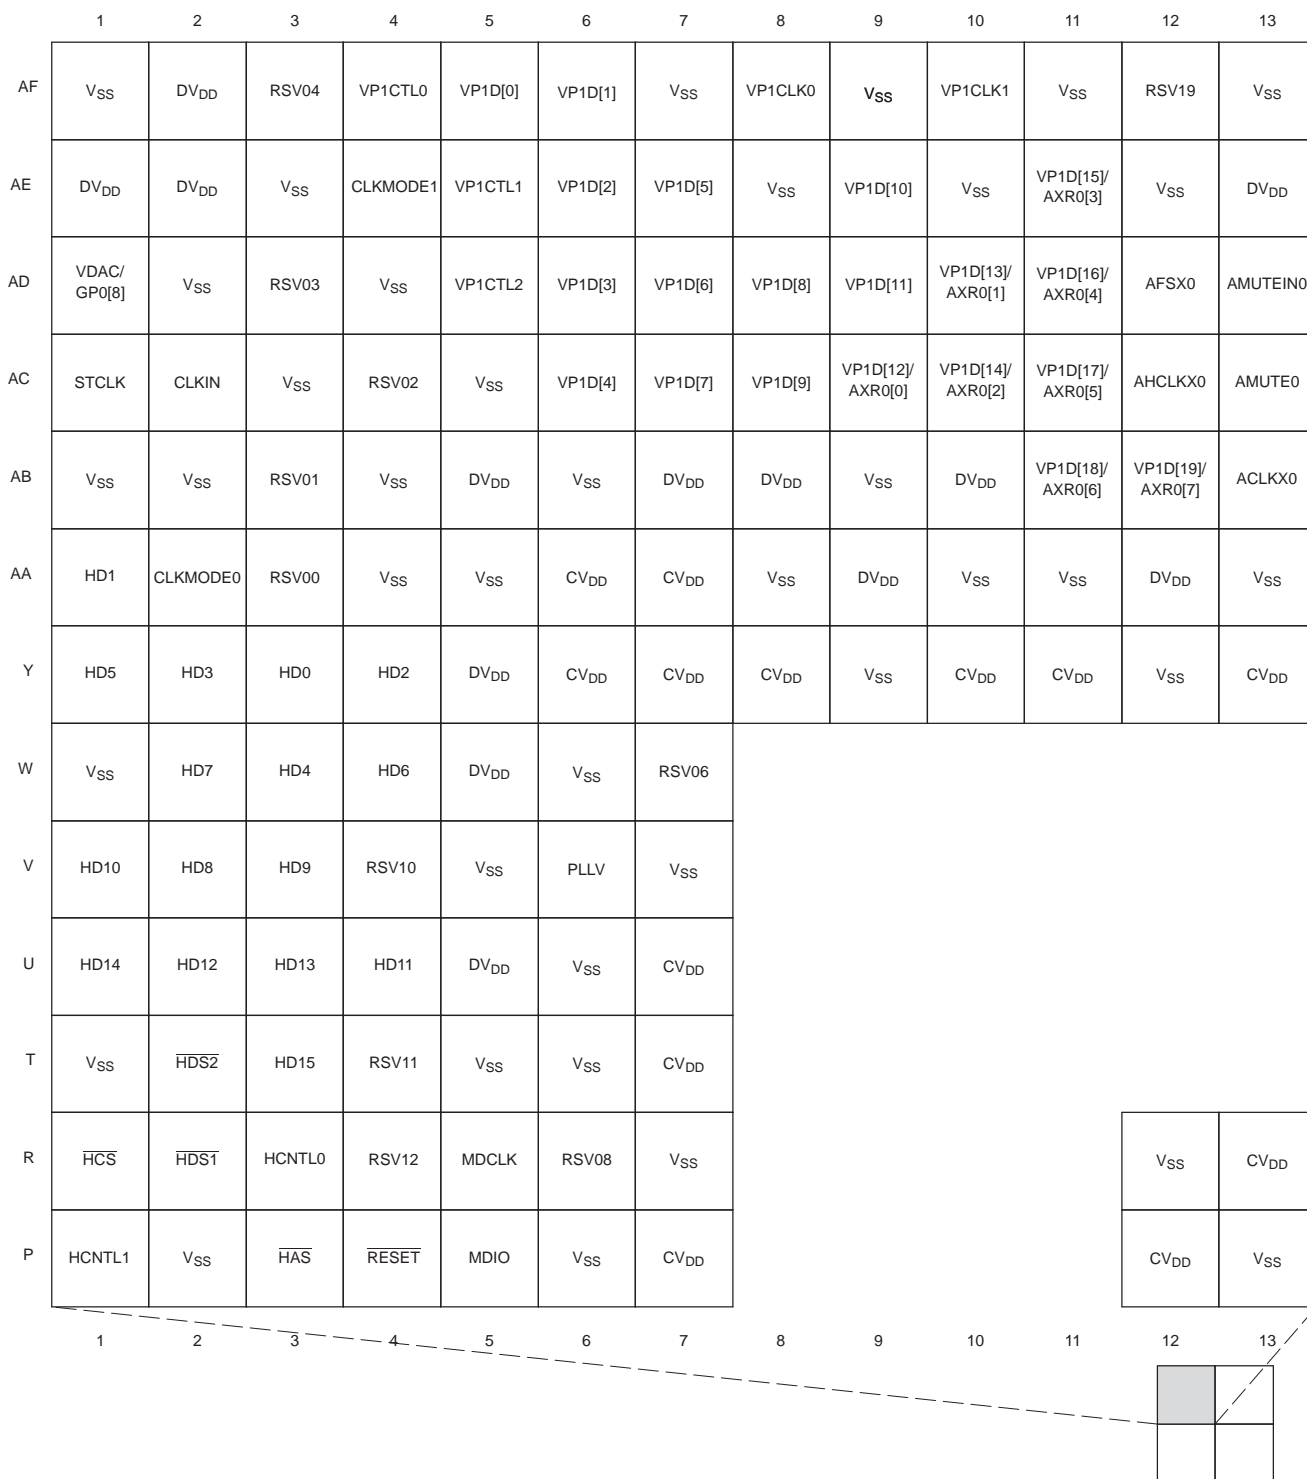 1 2 3 4 5 6 7 8 9 10 11 12 13
AF VSS DVDD RSV04 VP1CTL0 VP1D[0] VP1D[1] VSS VP1CLK0 VSS VP1CLK1 VSS RSV19 VSS
AE DVDD DVDD VSS CLKMODE1 VP1CTL1 VP1D[2] VP1D[5] VSS VP1D[10] VSS VP1D[15]/AXR0[3] VSS DVDD
AD VDAC/GP0[8] VSS RSV03 VSS VP1CTL2 VP1D[3] VP1D[6] VP1D[8] VP1D[11] VP1D[13]/AXR0[1] VP1D[16]/AXR0[4] AFSX0 AMUTEIN0
AC STCLK CLKIN VSS RSV02 VSS VP1D[4] VP1D[7] VP1D[9] VP1D[12]/AXR0[0] VP1D[14]/AXR0[2] VP1D[17]/AXR0[5] AHCLKX0 AMUTE0
AB VSS VSS RSV01 VSS DVDD VSS DVDD DVDD VSS DVDD VP1D[18]/AXR0[6] VP1D[19]/AXR0[7] ACLKX0
AA HD1 CLKMODE0 RSV00 VSS VSS CVDD CVDD VSS DVDD VSS VSS DVDD VSS
Y HD5 HD3 HD0 HD2 DVDD CVDD CVDD CVDD VSS CVDD CVDD VSS CVDD
W VSS HD7 HD4 HD6 DVDD VSS RSV06
V HD10 HD8 HD9 RSV10 VSS PLLV VSS
U HD14 HD12 HD13 HD11 DVDD VSS CVDD
T VSS HDS2 HD15 RSV11 VSS VSS CVDD
R HCS HDS1 HCNTL0 RSV12 MDCLK RSV08 VSS VSS CVDD
P HCNTL1 VSS HAS RESET MDIO VSS CVDD CVDD VSS
1 2 3 4 5 6 7 8 9 10 11 12 13